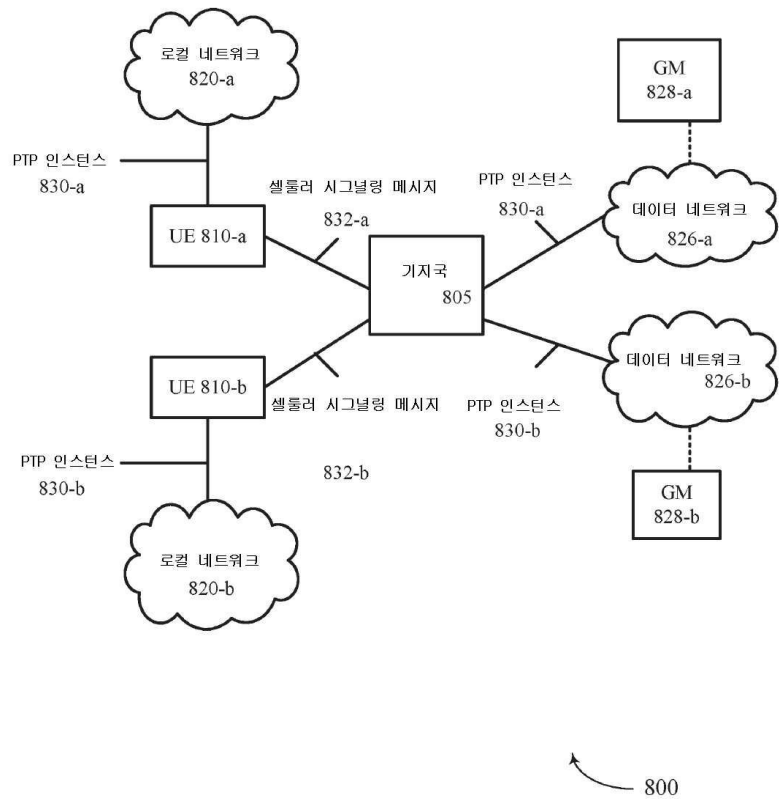 로컬 네트워크
820-a
GM
828-a
PTP 인스턴스
830-a
셀룰러 시그널링 메시지
832-a
PTP 인스턴스
830-a
데이터 네트워크
826-a
UE 810-a
기지국
805
데이터 네트워크
826-b
UE 810-b
셀룰러 시그널링 메시지
832-b
PTP 인스턴스
830-b
PTP 인스턴스
830-b
GM
828-b
로컬 네트워크
820-b
800